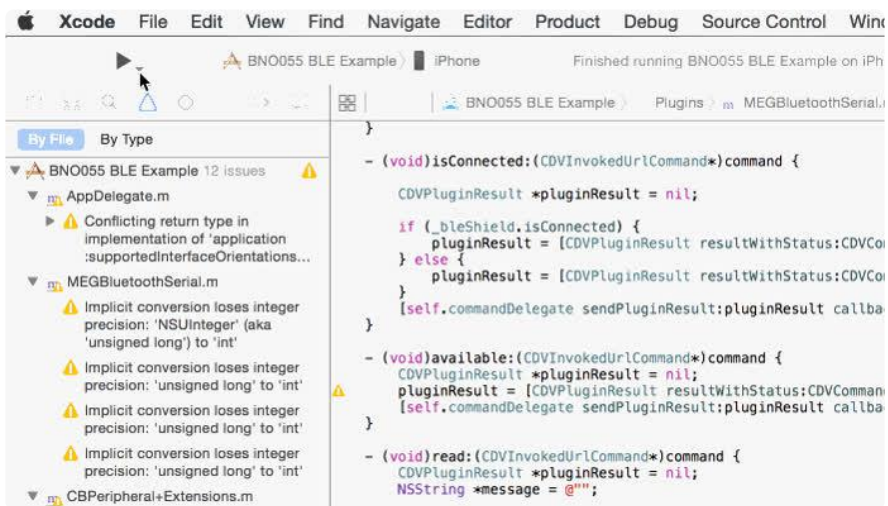 Xcode File Edit View Find Navigate Editor Product Debug Source Control Wind
BNO055 BLE Example iPhone Finished running BNO055 BLE Example on iPh
BNO055 BLE Example Plugins m MEGBluetoothSerial.
By File By Type
BNO055 BLE Example 12 issues
m AppDelegate.m
Conflicting return type in
implementation of 'application
:supportedInterfaceOrientations...
m MEGBluetoothSerial.m
Implicit conversion loses integer
precision: 'NSUInteger' (aka
'unsigned long') to 'int'
Implicit conversion loses integer
precision: 'unsigned long' to 'int'
Implicit conversion loses integer
precision: 'unsigned long' to 'int'
Implicit conversion loses integer
precision: 'unsigned long' to 'int'
m CBPeripheral+Extensions.m
}
- (void)isConnected:(CDVInvokedUrlCommand*)command {
CDVPluginResult *pluginResult = nil;
if (_bleShield.isConnected) {
pluginResult = [CDVPluginResult resultWithStatus:CDVCom
} else {
pluginResult = [CDVPluginResult resultWithStatus:CDVCom
}
[self.commandDelegate sendPluginResult:pluginResult callba
}
- (void)available:(CDVInvokedUrlCommand*)command {
CDVPluginResult *pluginResult = nil;
pluginResult = [CDVPluginResult resultWithStatus:CDVComman
[self.commandDelegate sendPluginResult:pluginResult callba
}
- (void)read:(CDVInvokedUrlCommand*)command {
CDVPluginResult *pluginResult = nil;
NSString *message = @"";